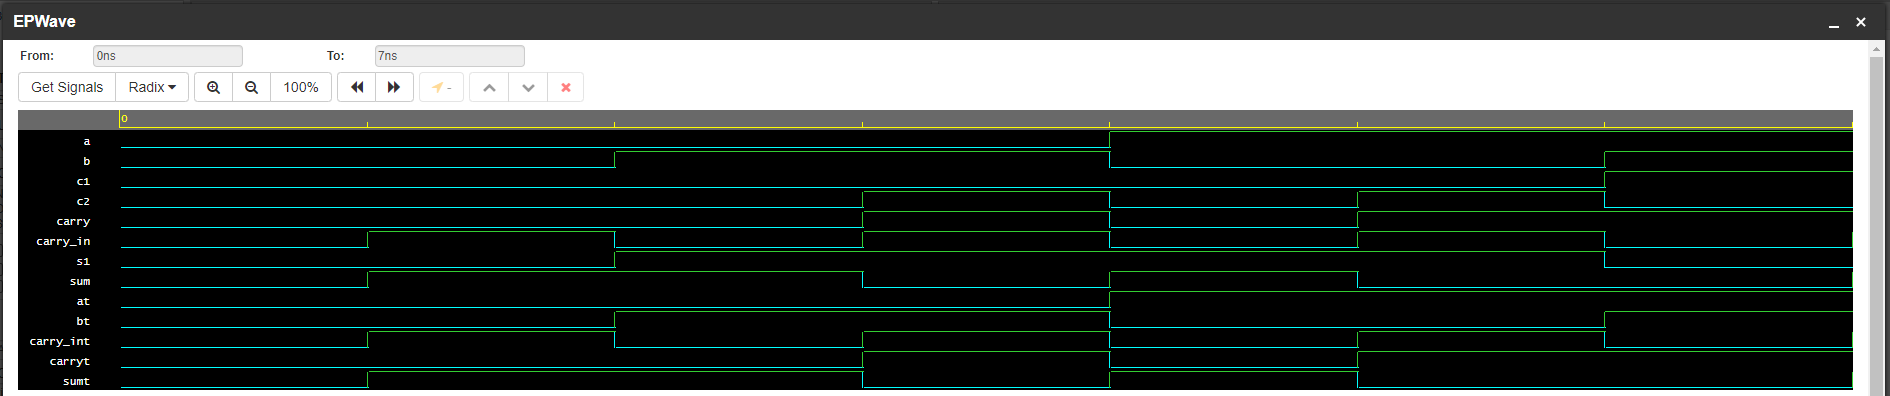 EPWave
From: 0ns To: 7ns
Get Signals Radix 100% -
0
a
b
c1
c2
carry
carry_in
s1
sum
at
bt
carry_int
carryt
sumt